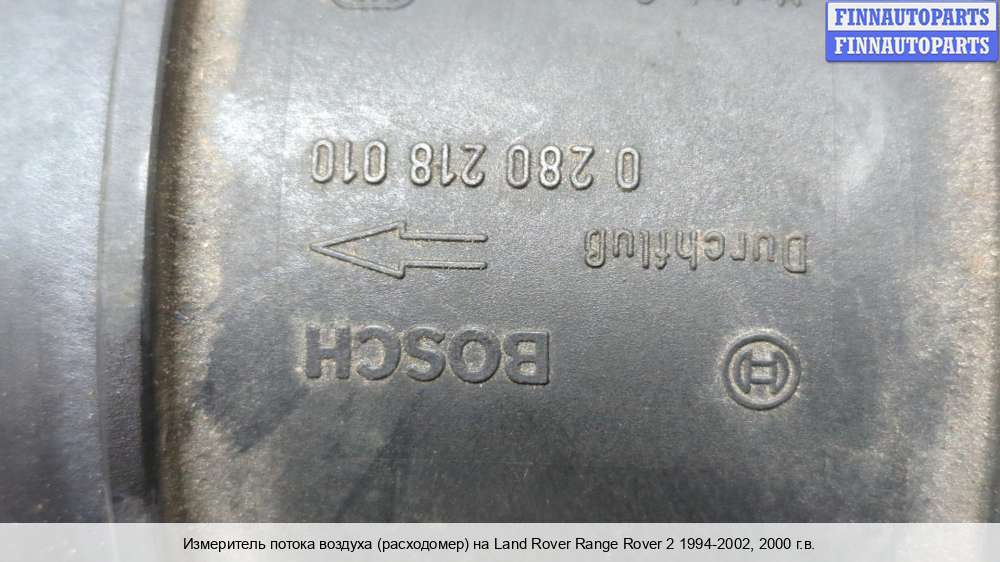 FINNAUTOPARTS
FINNAUTOPARTS
0 280 218 010
Durchfluß
BOSCH
Измеритель потока воздуха (расходомер) на Land Rover Range Rover 2 1994-2002, 2000 г.в.